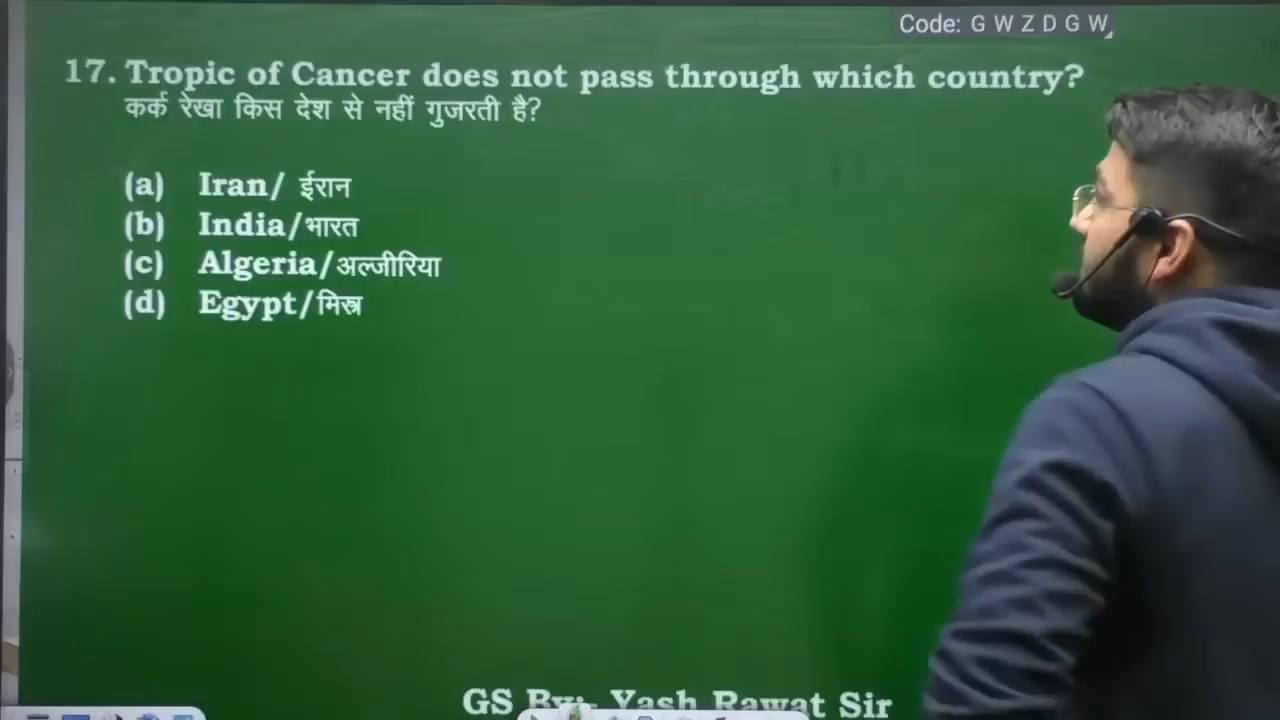 Code: G W Z D G W
17. Tropic of Cancer does not pass through which country?
कर्क रेखा किस देश से नहीं गुजरती है?
(a) Iran/ ईरान
(b) India/भारत
(c) Algeria/अल्जीरिया
(d) Egypt/मिस्र
GS By:- Yash Rawat Sir